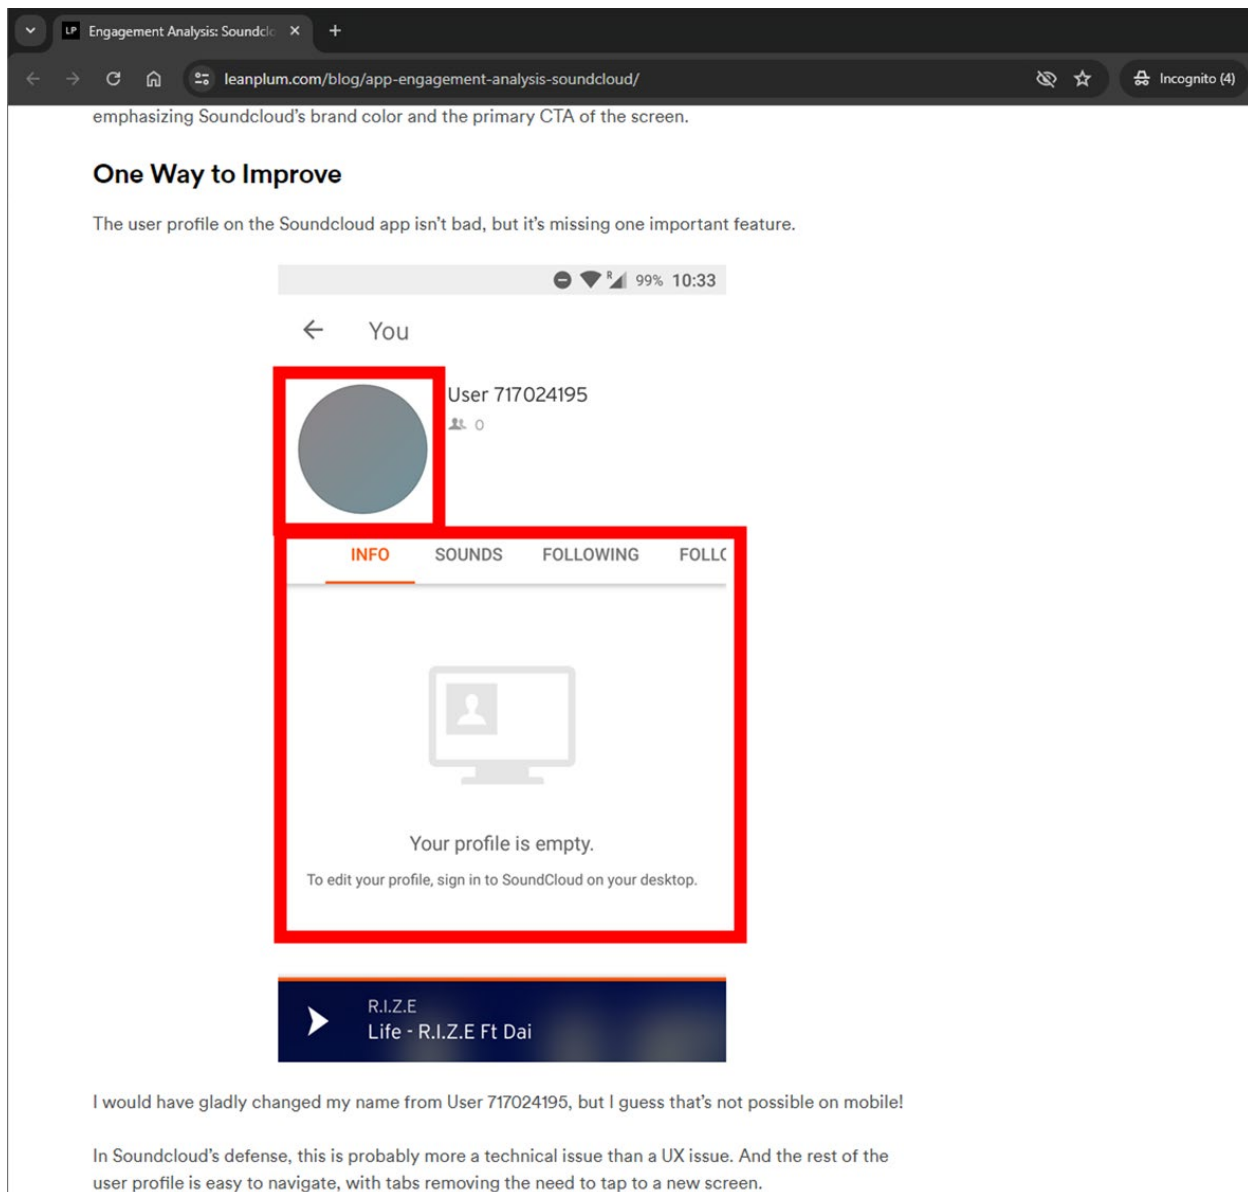 LP Engagement Analysis: Soundclo
leanplum.com/blog/app-engagement-analysis-soundcloud/
Incognito (4)
emphasizing Soundcloud's brand color and the primary CTA of the screen.
One Way to Improve
The user profile on the Soundcloud app isn't bad, but it's missing one important feature.
R 99% 10:33
You
User 717024195
0
INFO SOUNDS FOLLOWING FOLLO
Your profile is empty.
To edit your profile, sign in to SoundCloud on your desktop.
R.I.Z.E
Life - R.I.Z.E Ft Dai
I would have gladly changed my name from User 717024195, but I guess that's not possible on mobile!
In Soundcloud's defense, this is probably more a technical issue than a UX issue. And the rest of the
user profile is easy to navigate, with tabs removing the need to tap to a new screen.